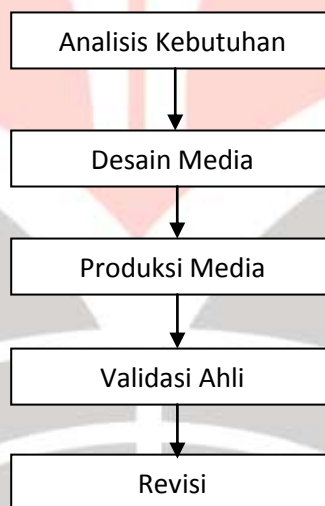 Analisis Kebutuhan
Desain Media
Produksi Media
Validasi Ahli
Revisi